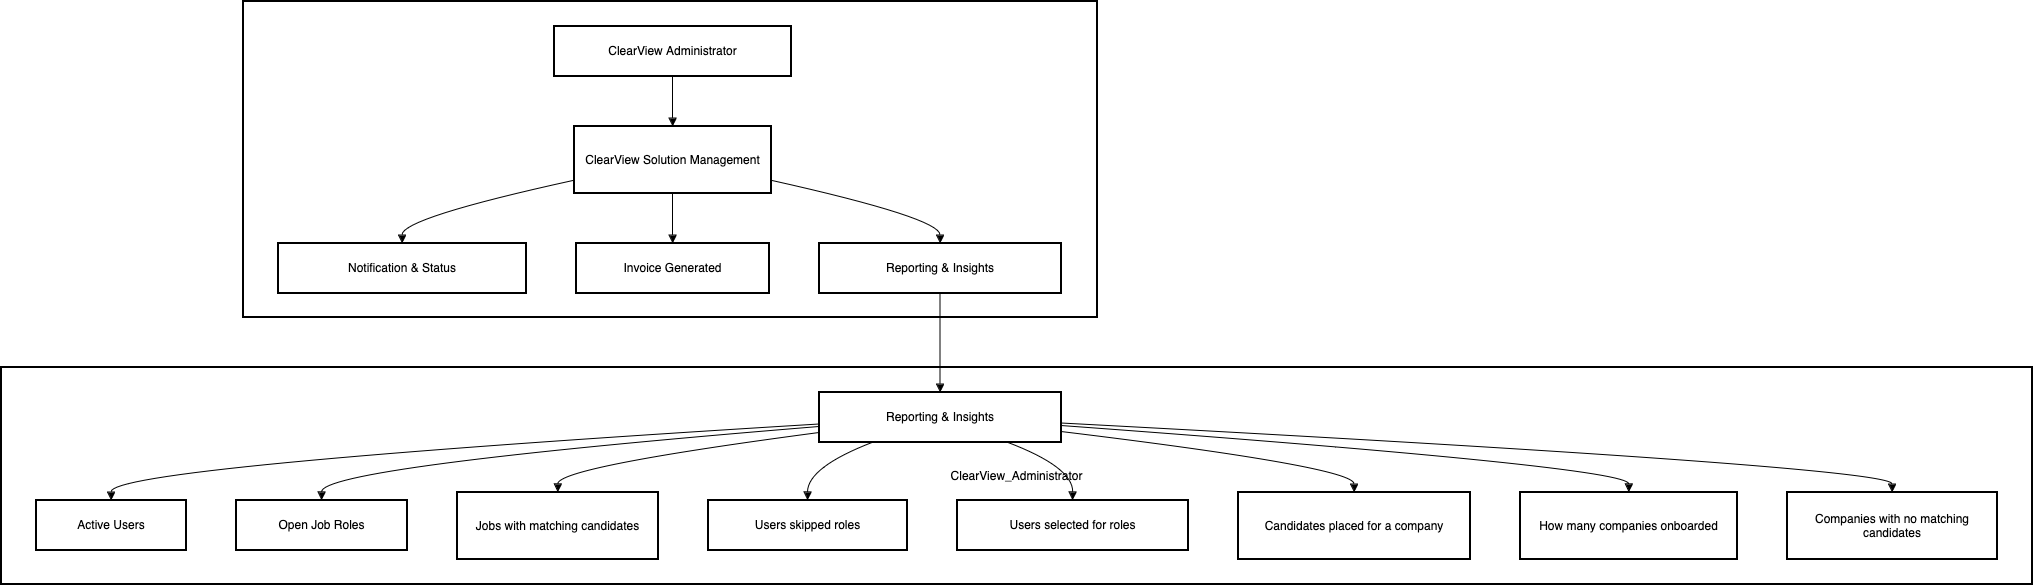 ClearView Administrator
ClearView Solution Management
Notification & Status
Invoice Generated
Reporting & Insights
Reporting & Insights
ClearView_Administrator
Active Users
Open Job Roles
Jobs with matching candidates
Users skipped roles
Users selected for roles
Candidates placed for a company
How many companies onboarded
Companies with no matching
candidates